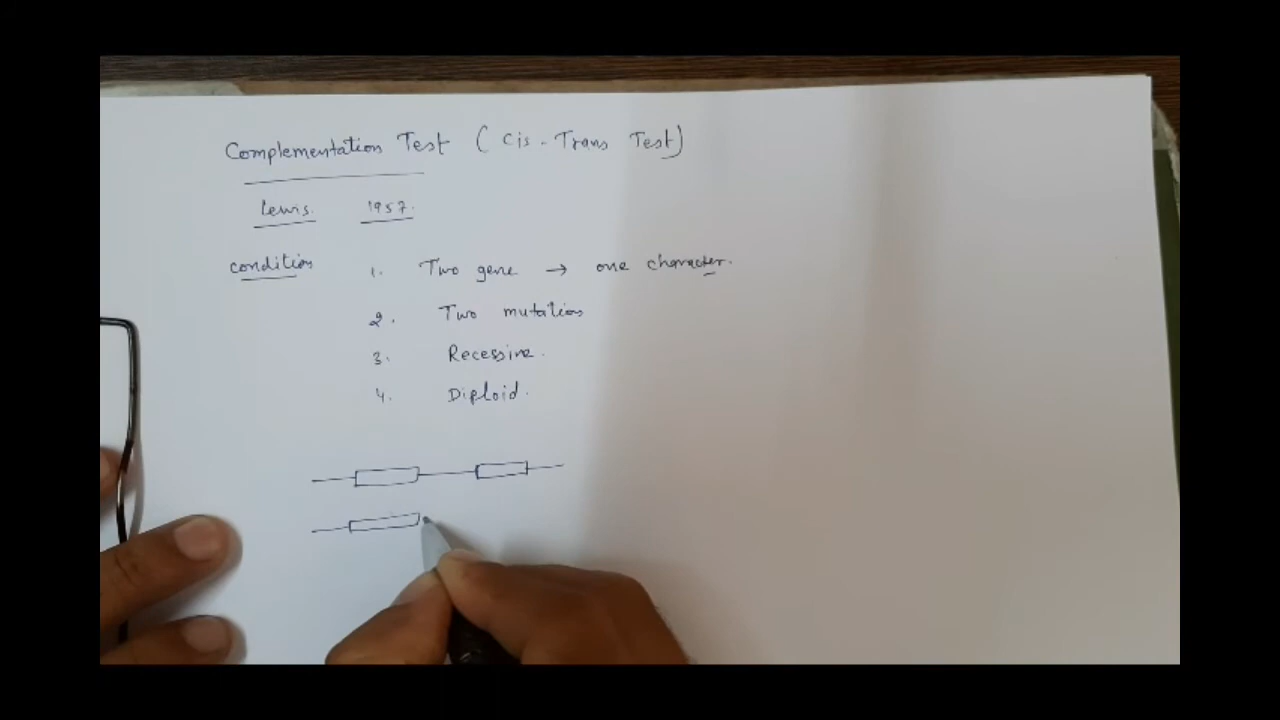 Complementation Test ( Cis - Trans Test)
Lewis. 1957.
condition 1. Two gene → one character.
2. Two mutation
3. Recessive.
4. Diploid.